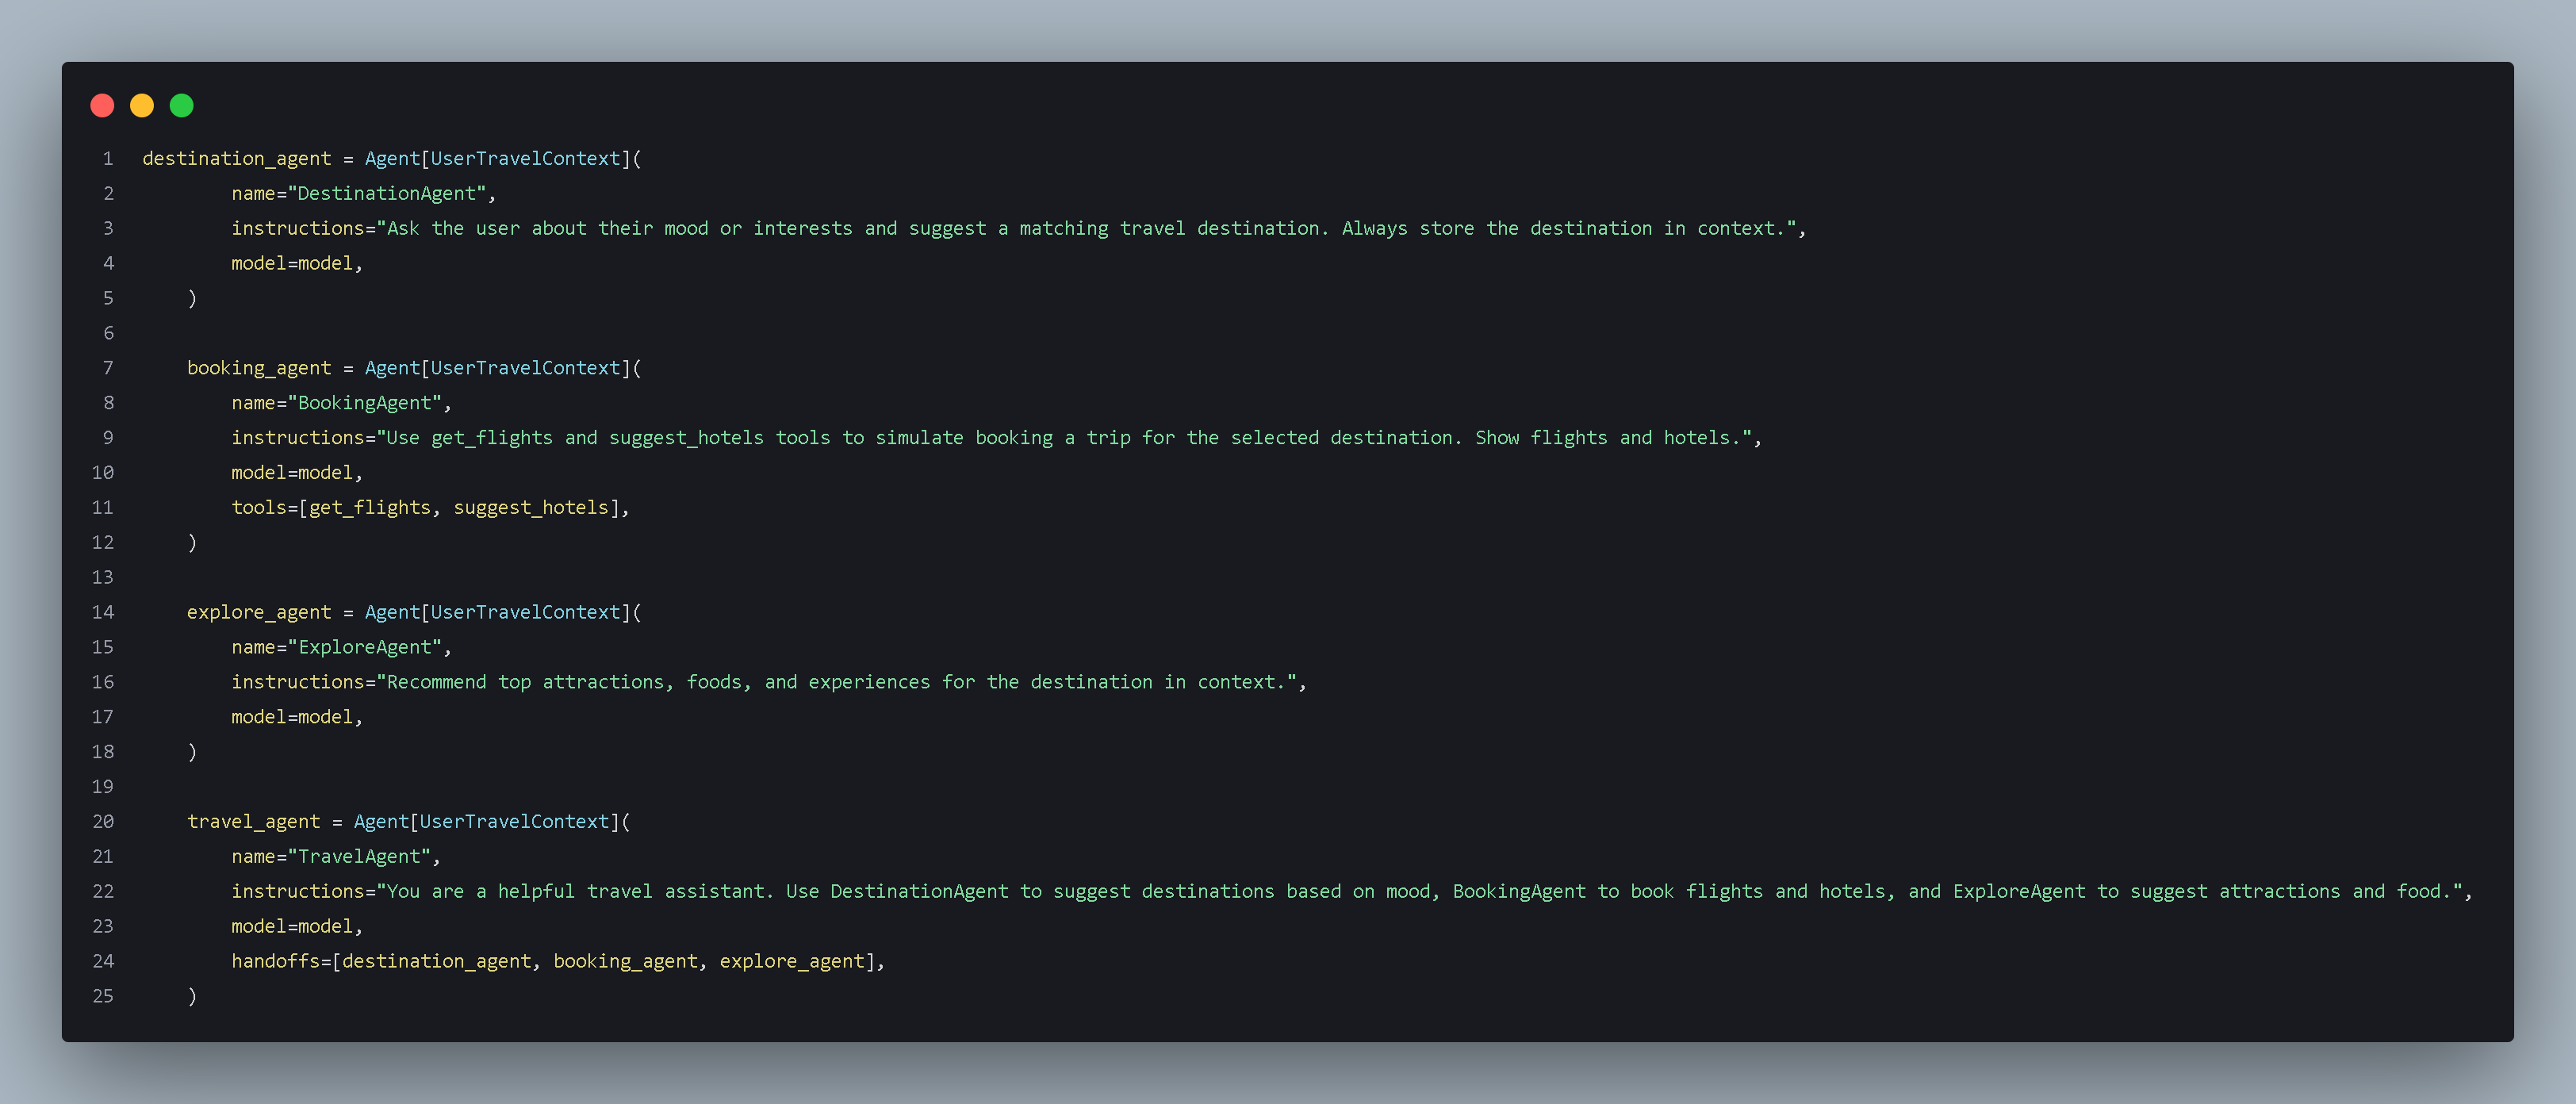 1 destination_agent = Agent[UserTravelContext](
2         name="DestinationAgent",
3         instructions="Ask the user about their mood or interests and suggest a matching travel destination. Always store the destination in context.",
4         model=model,
5     )
6
7     booking_agent = Agent[UserTravelContext](
8         name="BookingAgent",
9         instructions="Use get_flights and suggest_hotels tools to simulate booking a trip for the selected destination. Show flights and hotels.",
10         model=model,
11         tools=[get_flights, suggest_hotels],
12     )
13
14     explore_agent = Agent[UserTravelContext](
15         name="ExploreAgent",
16         instructions="Recommend top attractions, foods, and experiences for the destination in context.",
17         model=model,
18     )
19
20     travel_agent = Agent[UserTravelContext](
21         name="TravelAgent",
22         instructions="You are a helpful travel assistant. Use DestinationAgent to suggest destinations based on mood, BookingAgent to book flights and hotels, and ExploreAgent to suggest attractions and food.",
23         model=model,
24         handoffs=[destination_agent, booking_agent, explore_agent],
25     )